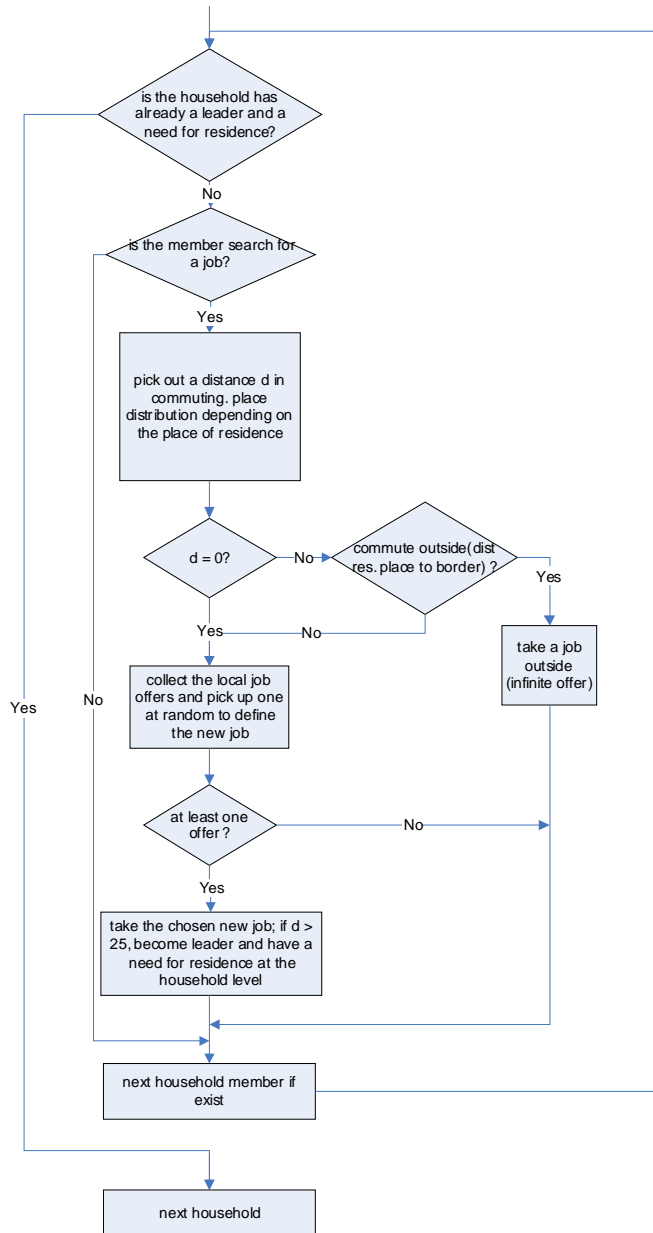 is the household has
already a leader and a
need for residence?
No
is the member search for
a job?
Yes
pick out a distance d in
commuting. place
distribution depending on
the place of residence
d = 0?
No
commute outside(dist
res. place to border) ?
Yes
Yes
No
take a job
outside
(infinite offer)
collect the local job
offers and pick up one
at random to define
the new job
Yes
No
at least one
offer ?
No
Yes
take the chosen new job; if d >
25, become leader and have a
need for residence at the
household level
next household member if
exist
next household